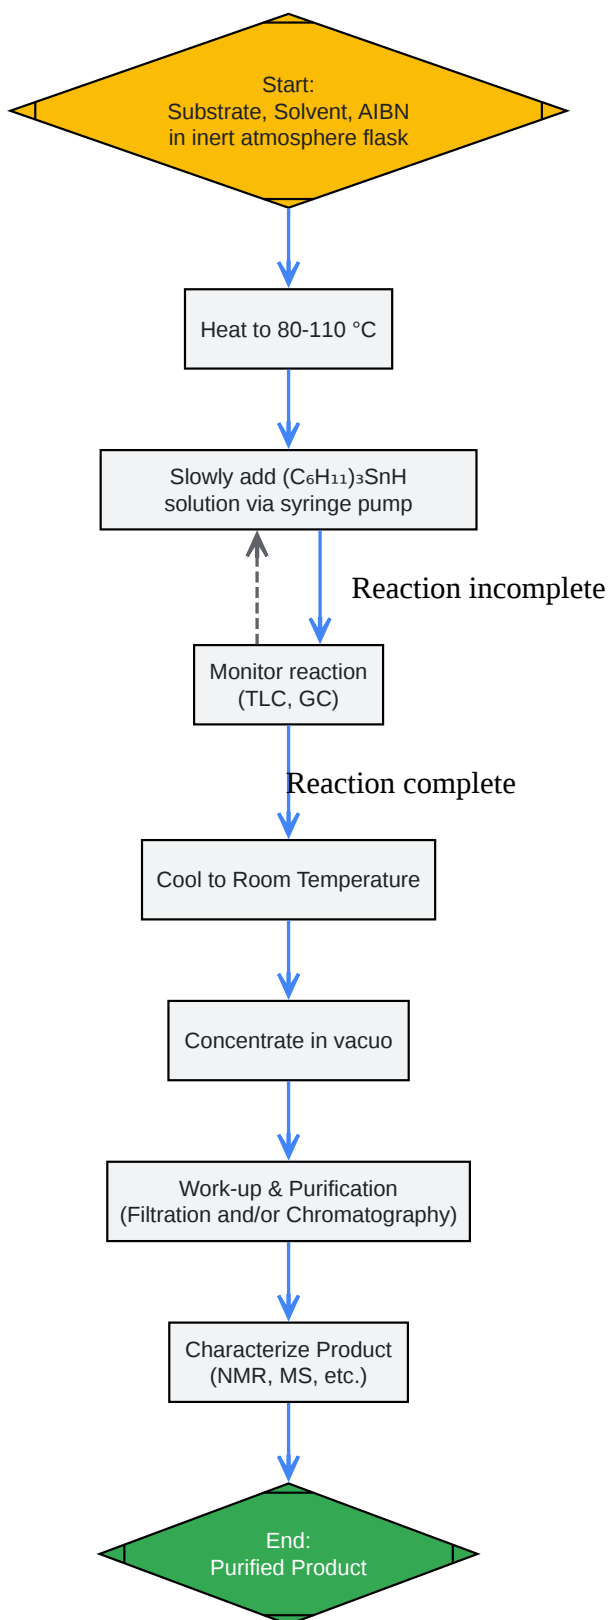 Start:
Substrate, Solvent, AIBN
in inert atmosphere flask
Heat to 80-110 °C
Slowly add (C₆H₁₁)₃SnH
solution via syringe pump
Reaction incomplete
Monitor reaction
(TLC, GC)
Reaction complete
Cool to Room Temperature
Concentrate in vacuo
Work-up & Purification
(Filtration and/or Chromatography)
Characterize Product
(NMR, MS, etc.)
End:
Purified Product